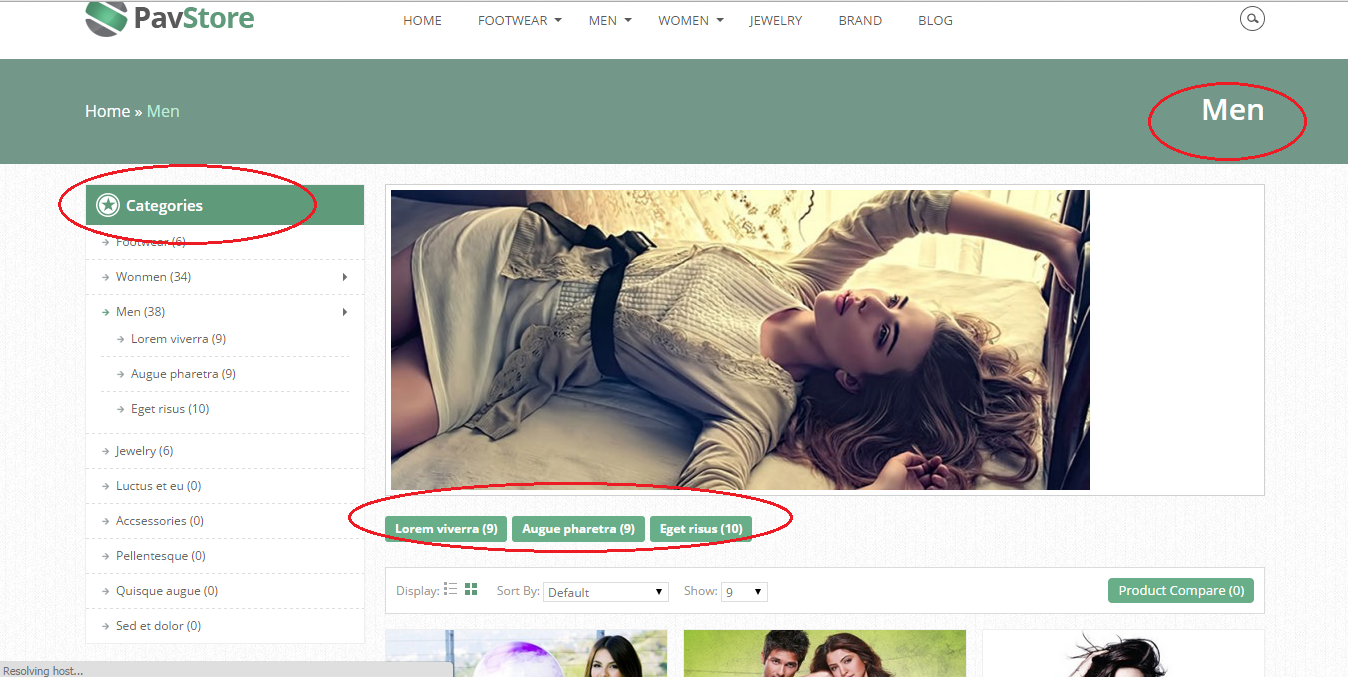 PavStore
HOME FOOTWEAR MEN WOMEN JEWELRY BRAND BLOG
Home » Men
Men
Categories
Footwear (6)
Wonmen (34)
Men (38)
Lorem viverra (9)
Augue pharetra (9)
Eget risus (10)
Jewelry (6)
Luctus et eu (0)
Accsessories (0)
Pellentesque (0)
Quisque augue (0)
Sed et dolor (0)
Lorem viverra (9) Augue pharetra (9) Eget risus (10)
Display: Sort By: Default Show: 9 Product Compare (0)
Resolving host...